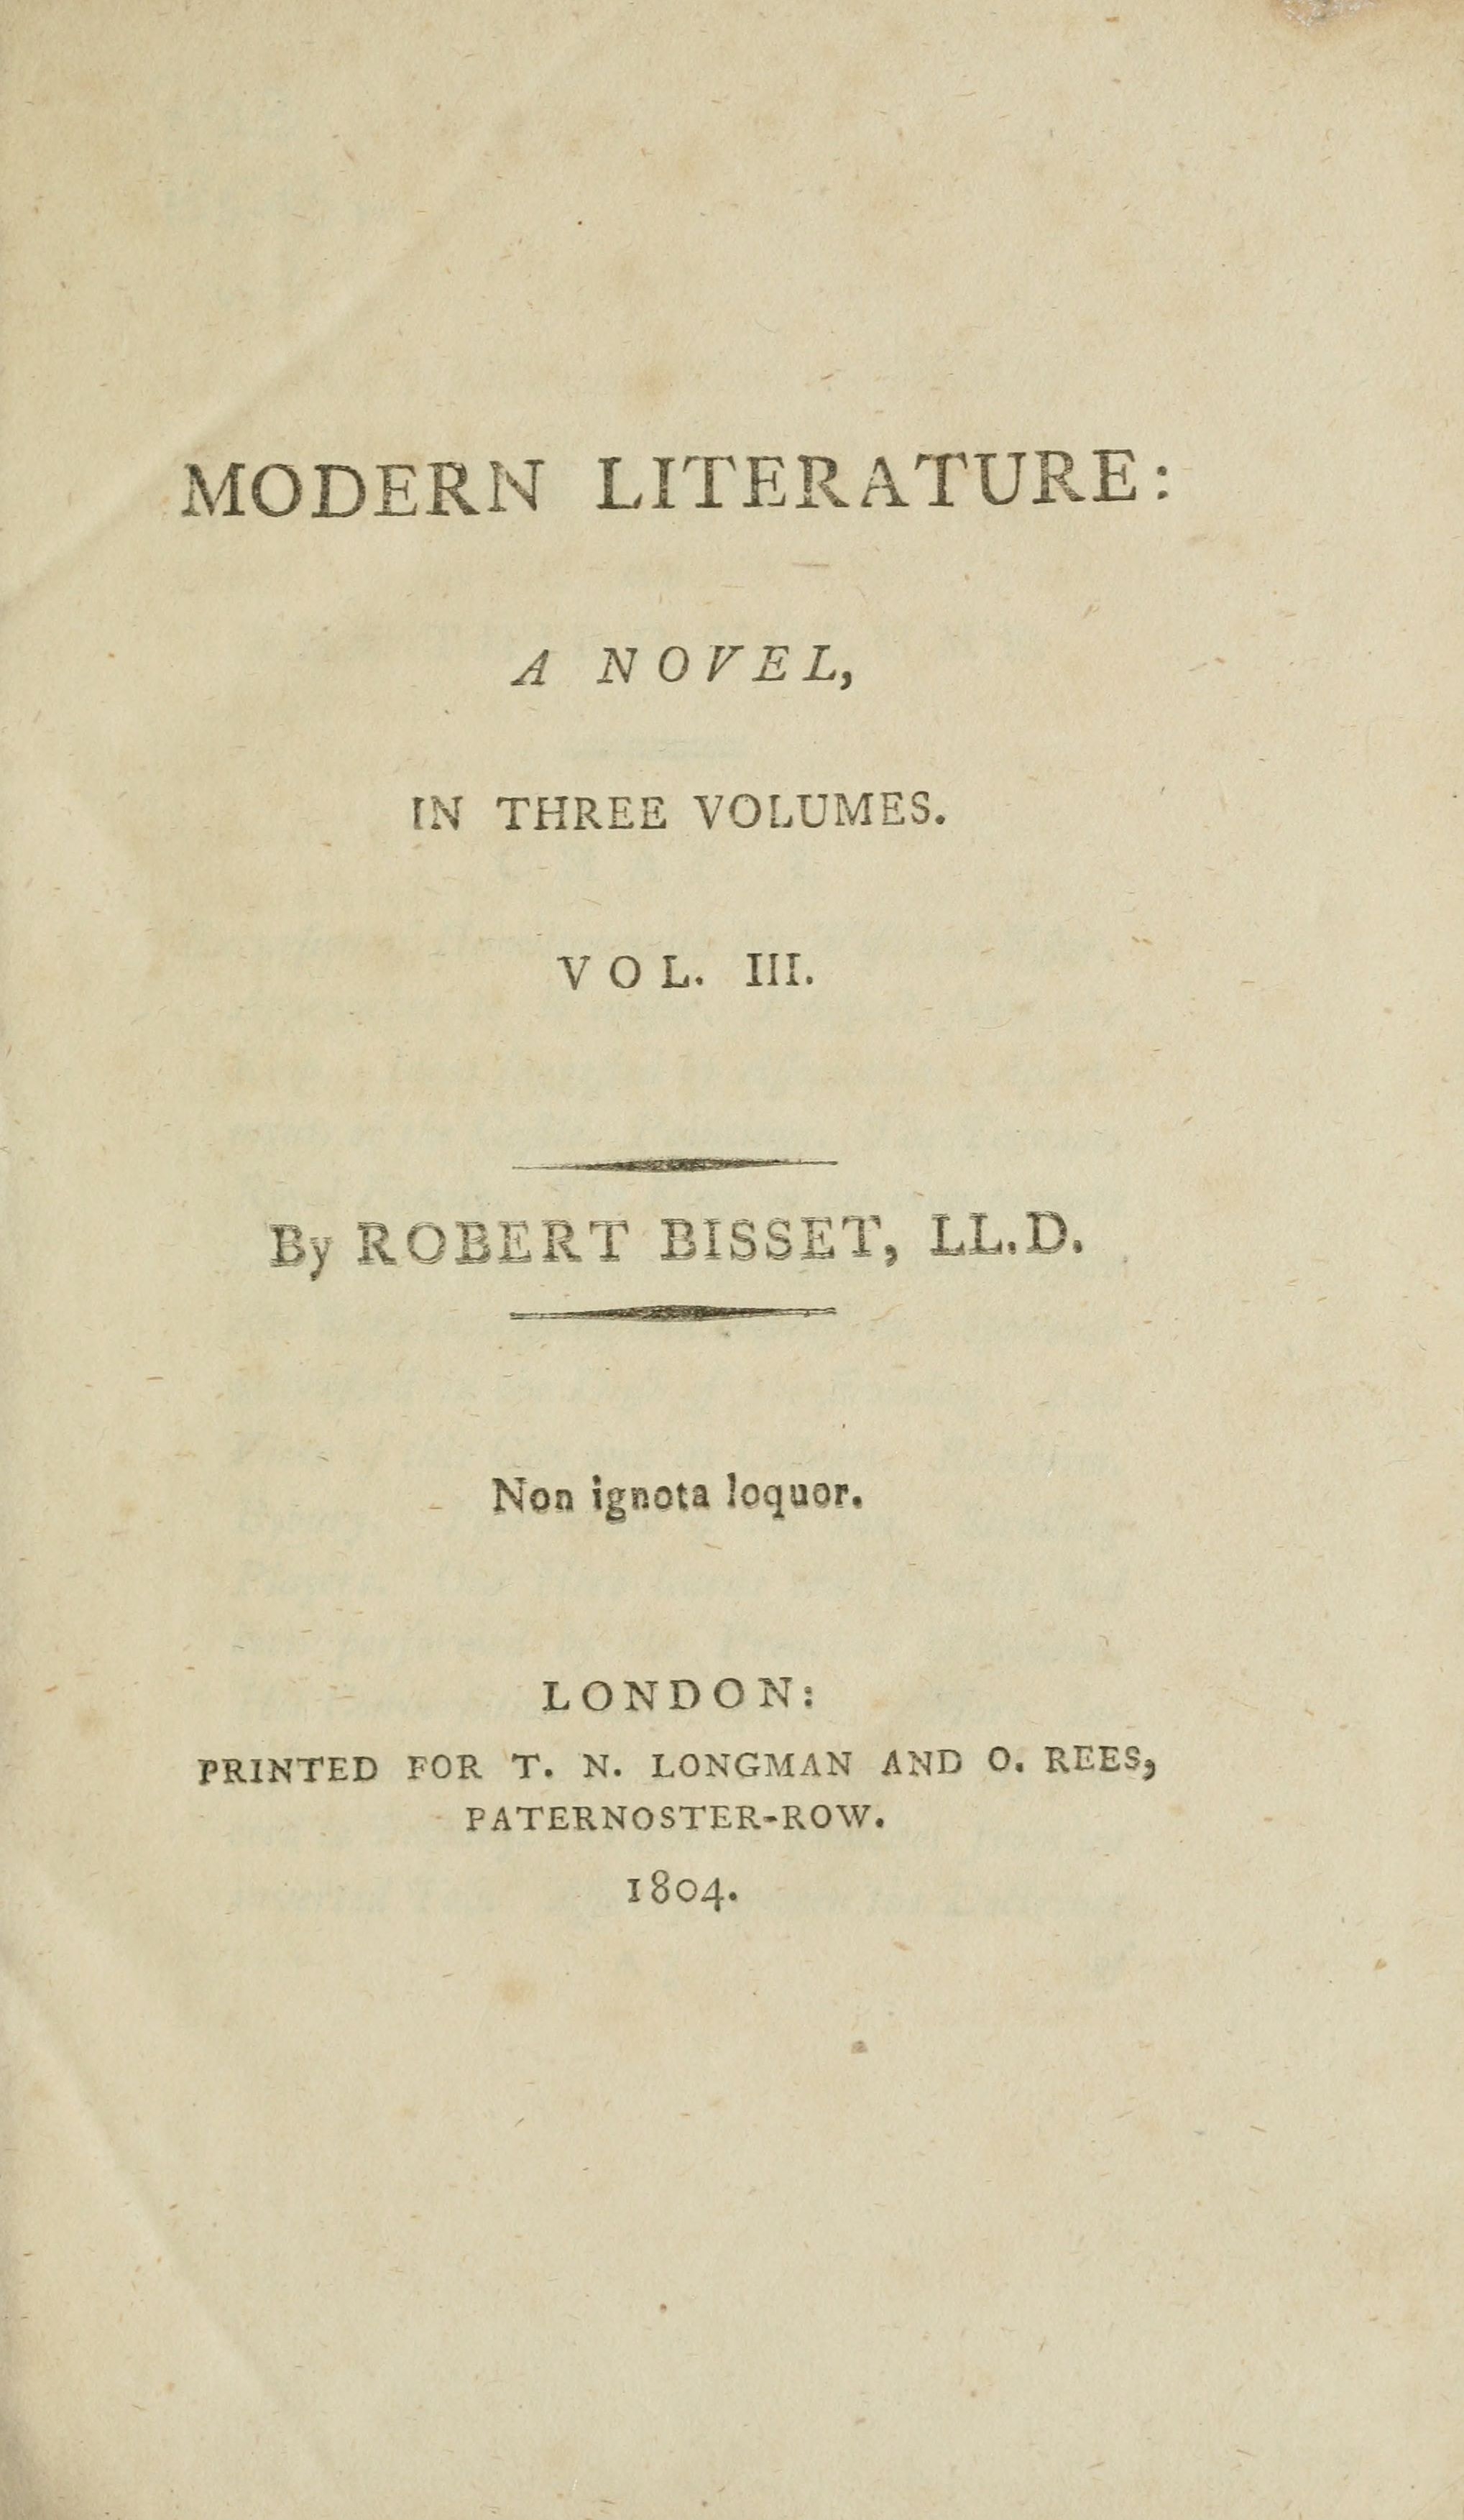 MODERN LITERATURE:
A NOVEL,
IN THREE VOLUMES.
VOL. III.
By ROBERT BISSET, LL.D.
Non ignota loquor.
LONDON:
PRINTED FOR T. N. LONGMAN AND O. REES,
PATERNOSTER-ROW.
1804.